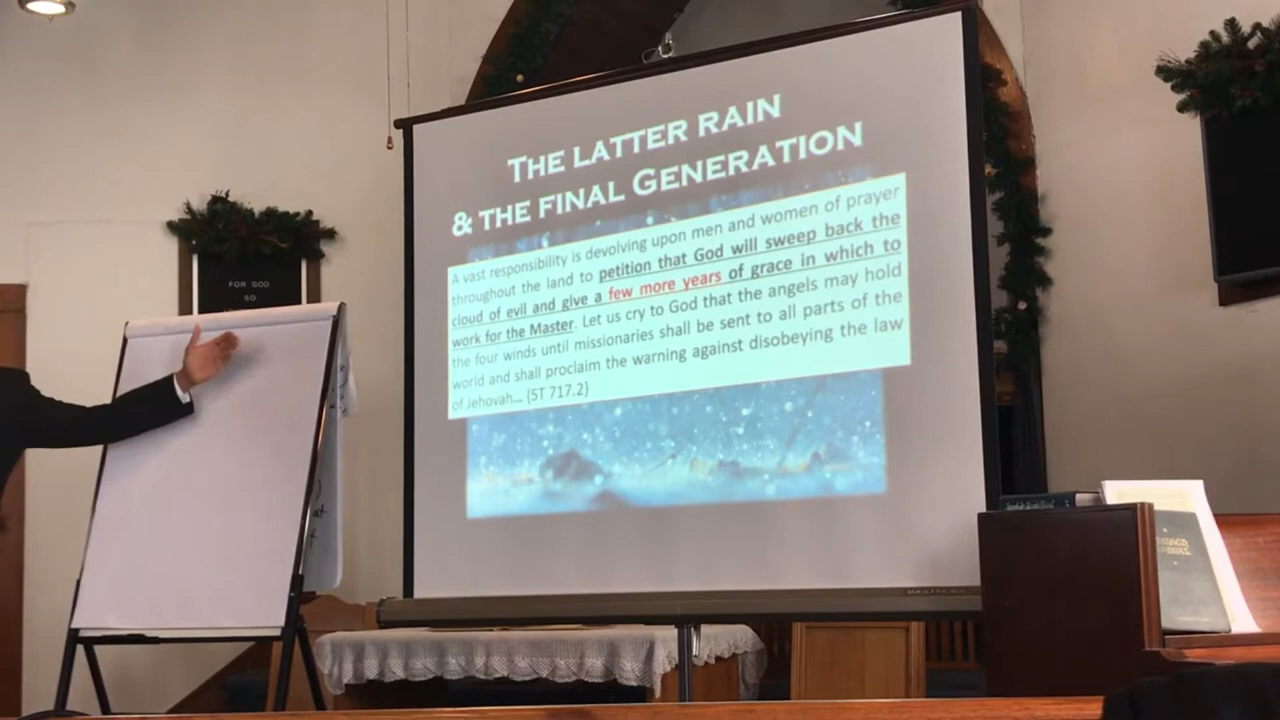 THE LATTER RAIN
& THE FINAL GENERATION
A vast responsibility is devolving upon men and women of prayer
throughout the land to petition that God will sweep back the
cloud of evil and give a few more years of grace in which to
work for the Master. Let us cry to God that the angels may hold
the four winds until missionaries shall be sent to all parts of the
world and shall proclaim the warning against disobeying the law
of Jehovah… {5T 717.2}
FOR GOD
SO